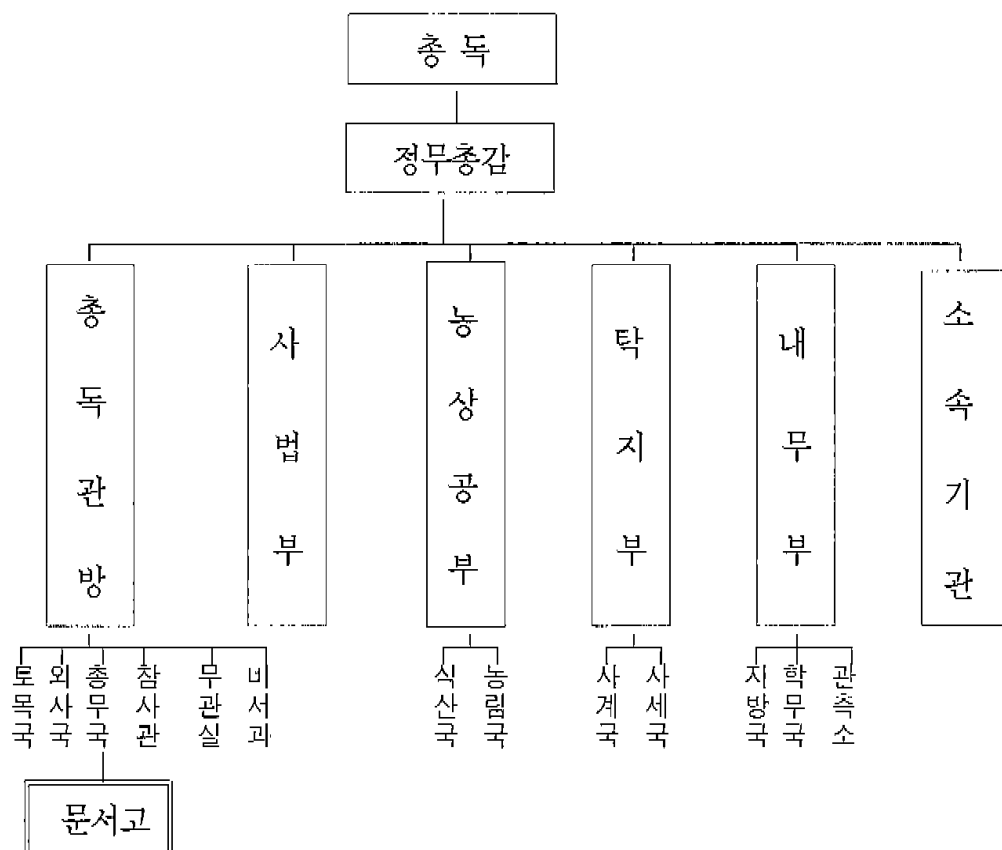 총 독
정무총감
총독관방
사법부
농상공부
탁지부
내무부
소속기관
토목국
외사국
총무국
참사관
무관실
비서과
식산국
농림국
사계국
사세국
지방국
학무국
관측소
문서고